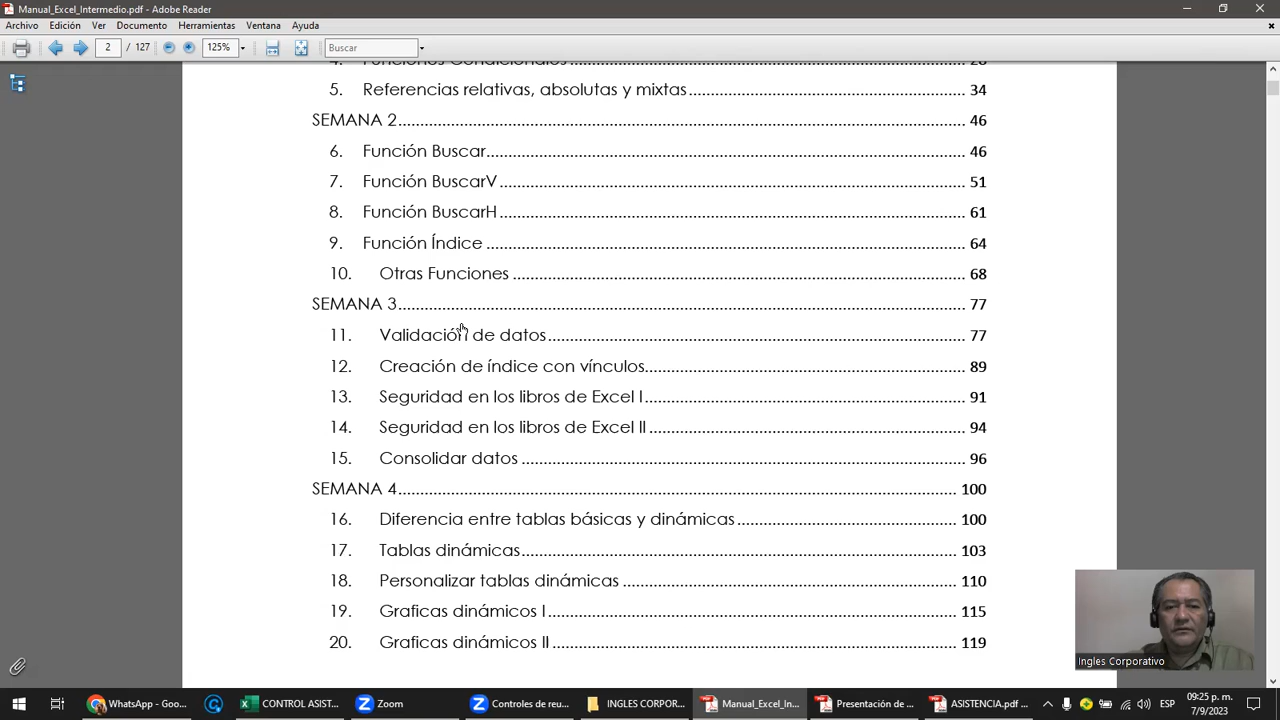 Manual_Excel_Intermedio.pdf - Adobe Reader
Archivo Edición Ver Documento Herramientas Ventana Ayuda
2 / 127 125% Buscar
4. Funciones Condicionales 28
5. Referencias relativas, absolutas y mixtas 34
SEMANA 2 46
6. Función Buscar 46
7. Función BuscarV 51
8. Función BuscarH 61
9. Función Índice 64
10. Otras Funciones 68
SEMANA 3 77
11. Validación de datos 77
12. Creación de índice con vínculos 89
13. Seguridad en los libros de Excel I 91
14. Seguridad en los libros de Excel II 94
15. Consolidar datos 96
SEMANA 4 100
16. Diferencia entre tablas básicas y dinámicas 100
17. Tablas dinámicas 103
18. Personalizar tablas dinámicas 110
19. Graficas dinámicos I 115
20. Graficas dinámicos II 119
Ingles Corporativo
WhatsApp - Goo... CONTROL ASIST... Zoom Controles de reu... INGLES CORPOR... Manual_Excel_In... Presentación de ... ASISTENCIA.pdf ... ESP 09:25 p. m.
7/9/2023